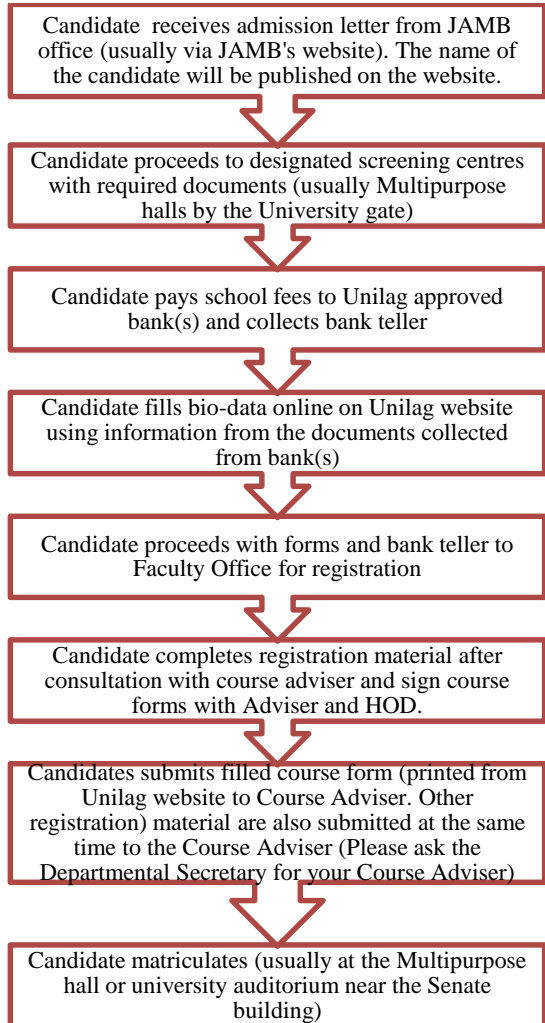 Candidate  receives admission letter from JAMB
office (usually via JAMB's website). The name of
the candidate will be published on the website.
Candidate proceeds to designated screening centres
with required documents (usually Multipurpose
halls by the University gate)
Candidate pays school fees to Unilag approved
bank(s) and collects bank teller
Candidate fills bio-data online on Unilag website
using information from the documents collected
from bank(s)
Candidate proceeds with forms and bank teller to
Faculty Office for registration
Candidate completes registration material after
consultation with course adviser and sign course
forms with Adviser and HOD.
Candidates submits filled course form (printed from
Unilag website to Course Adviser. Other
registration) material are also submitted at the same
time to the Course Adviser (Please ask the
Departmental Secretary for your Course Adviser)
Candidate matriculates (usually at the Multipurpose
hall or university auditorium near the Senate
building)